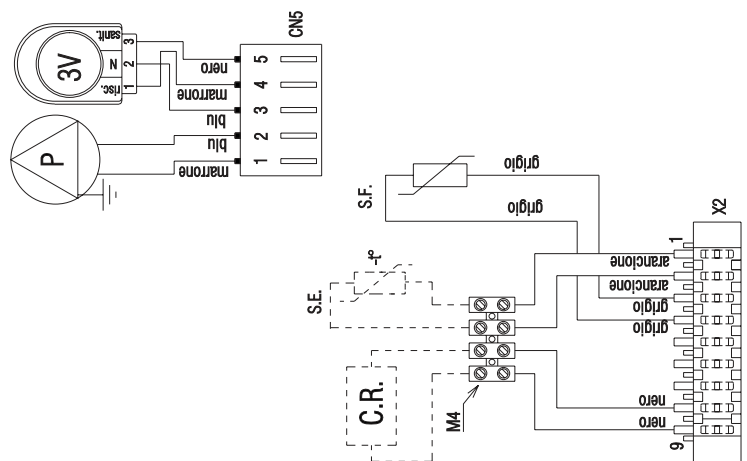 3V
sanit.
N
risc.
3
2
1
nero
marrone
blu
blu
marrone
5
4
3
2
1
CN5
P
S.F.
grigio
grigio
S.E.
-t°
C.R.
M4
1
arancione
arancione
grigio
grigio
nero
nero
9
X2